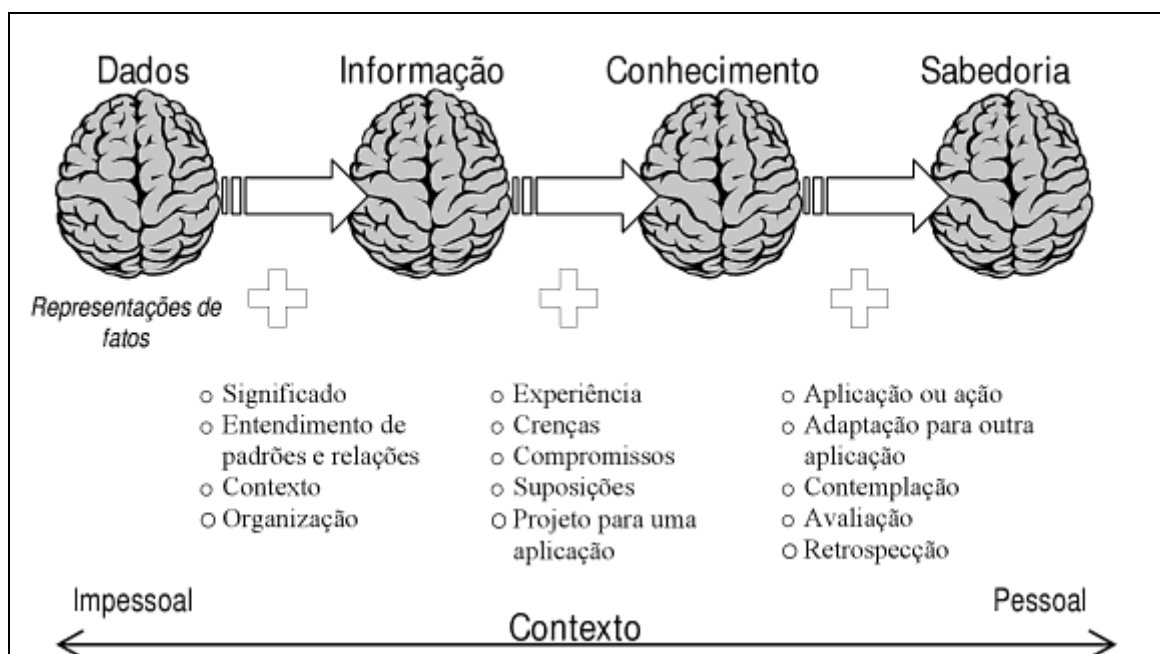 Dados
Informação
Conhecimento
Sabedoria
Representações de
fatos
○ Significado
○ Entendimento de
padrões e relações
○ Contexto
○ Organização
○ Experiência
○ Crenças
○ Compromissos
○ Suposições
○ Projeto para uma
aplicação
○ Aplicação ou ação
○ Adaptação para outra
aplicação
○ Contemplação
○ Avaliação
○ Retrospecção
Impessoal
Contexto
Pessoal